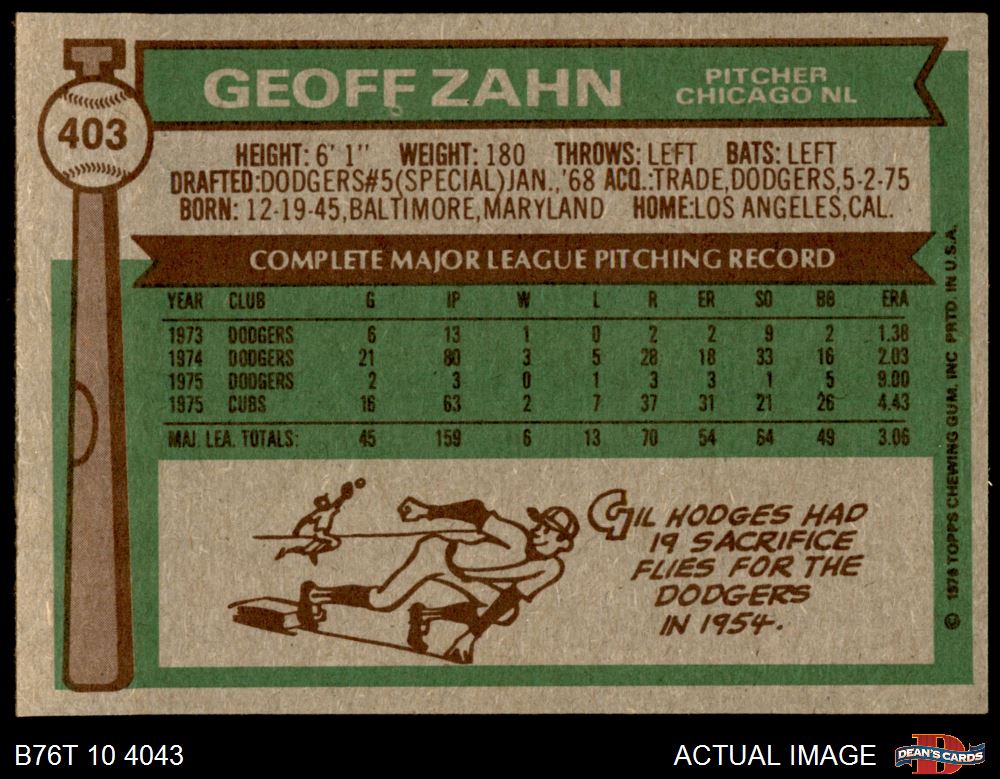 403
GEOFF ZAHN
PITCHER
CHICAGO NL
HEIGHT: 6' 1" WEIGHT: 180 THROWS: LEFT BATS: LEFT
DRAFTED:DODGERS#5(SPECIAL)JAN.,'68 ACQ.:TRADE,DODGERS,5-2-75
BORN: 12-19-45,BALTIMORE,MARYLAND HOME:LOS ANGELES,CAL.
COMPLETE MAJOR LEAGUE PITCHING RECORD
YEAR CLUB G IP W L R ER SO BB ERA
1973 DODGERS 6 13 1 0 2 2 9 2 1.38
1974 DODGERS 21 80 3 5 28 18 33 16 2.03
1975 DODGERS 2 3 0 1 3 3 1 5 9.00
1975 CUBS 16 63 2 7 37 31 21 26 4.43
MAJ. LEA. TOTALS: 45 159 6 13 70 54 64 49 3.06
GIL HODGES HAD
19 SACRIFICE
FLIES FOR THE
DODGERS
IN 1954.
© 1976 TOPPS CHEWING GUM, INC PRTD. IN U.S.A.
B76T 10 4043
ACTUAL IMAGE
DEAN'S CARDS